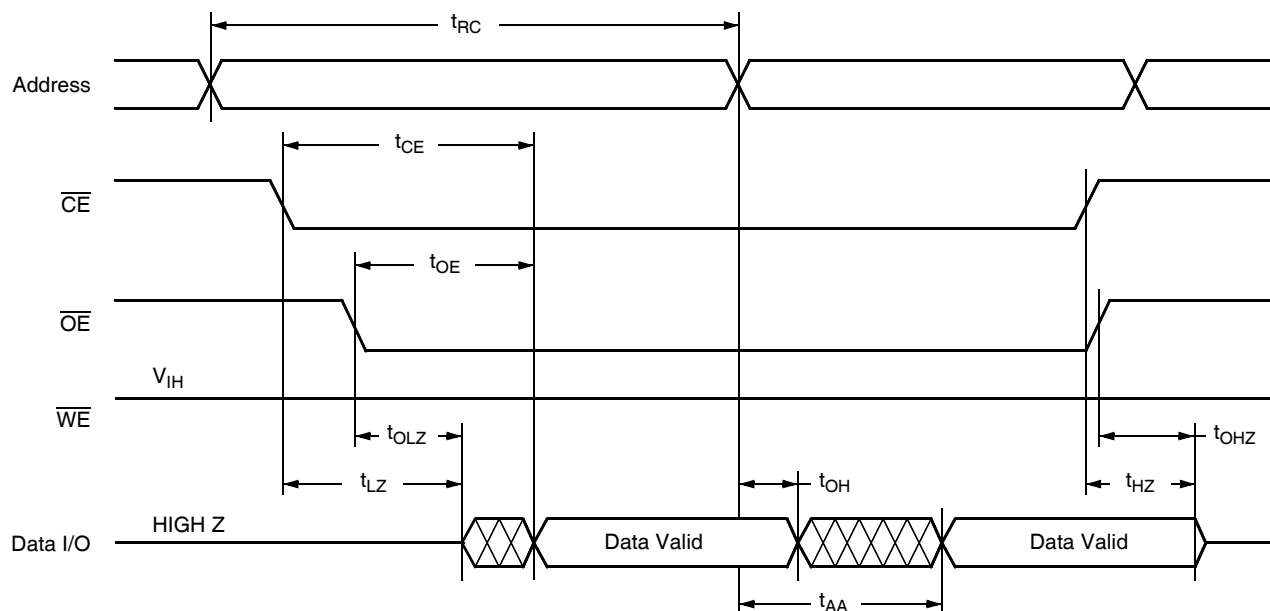 tRC
Address
tCE
CE
tOE
OE
VIH
WE
tOLZ
tOHZ
tLZ
tOH
tHZ
HIGH Z
Data I/O
Data Valid
Data Valid
tAA